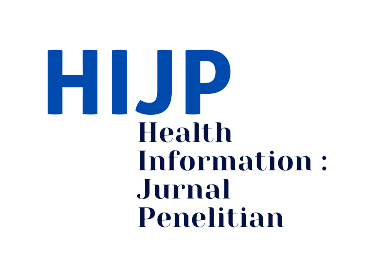 HIJP
Health
Information :
Jurnal
Penelitian